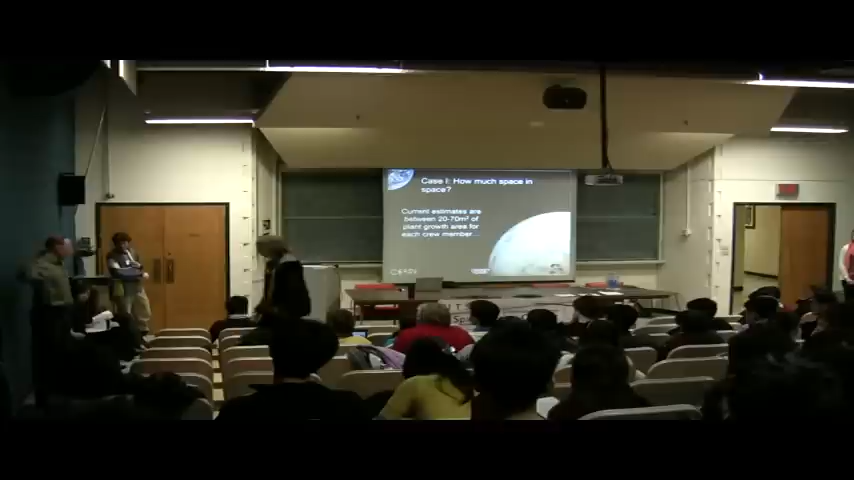 Case I: How much space in
space?
Current estimates are
between 20-70m² of
plant growth area for
each crew member...